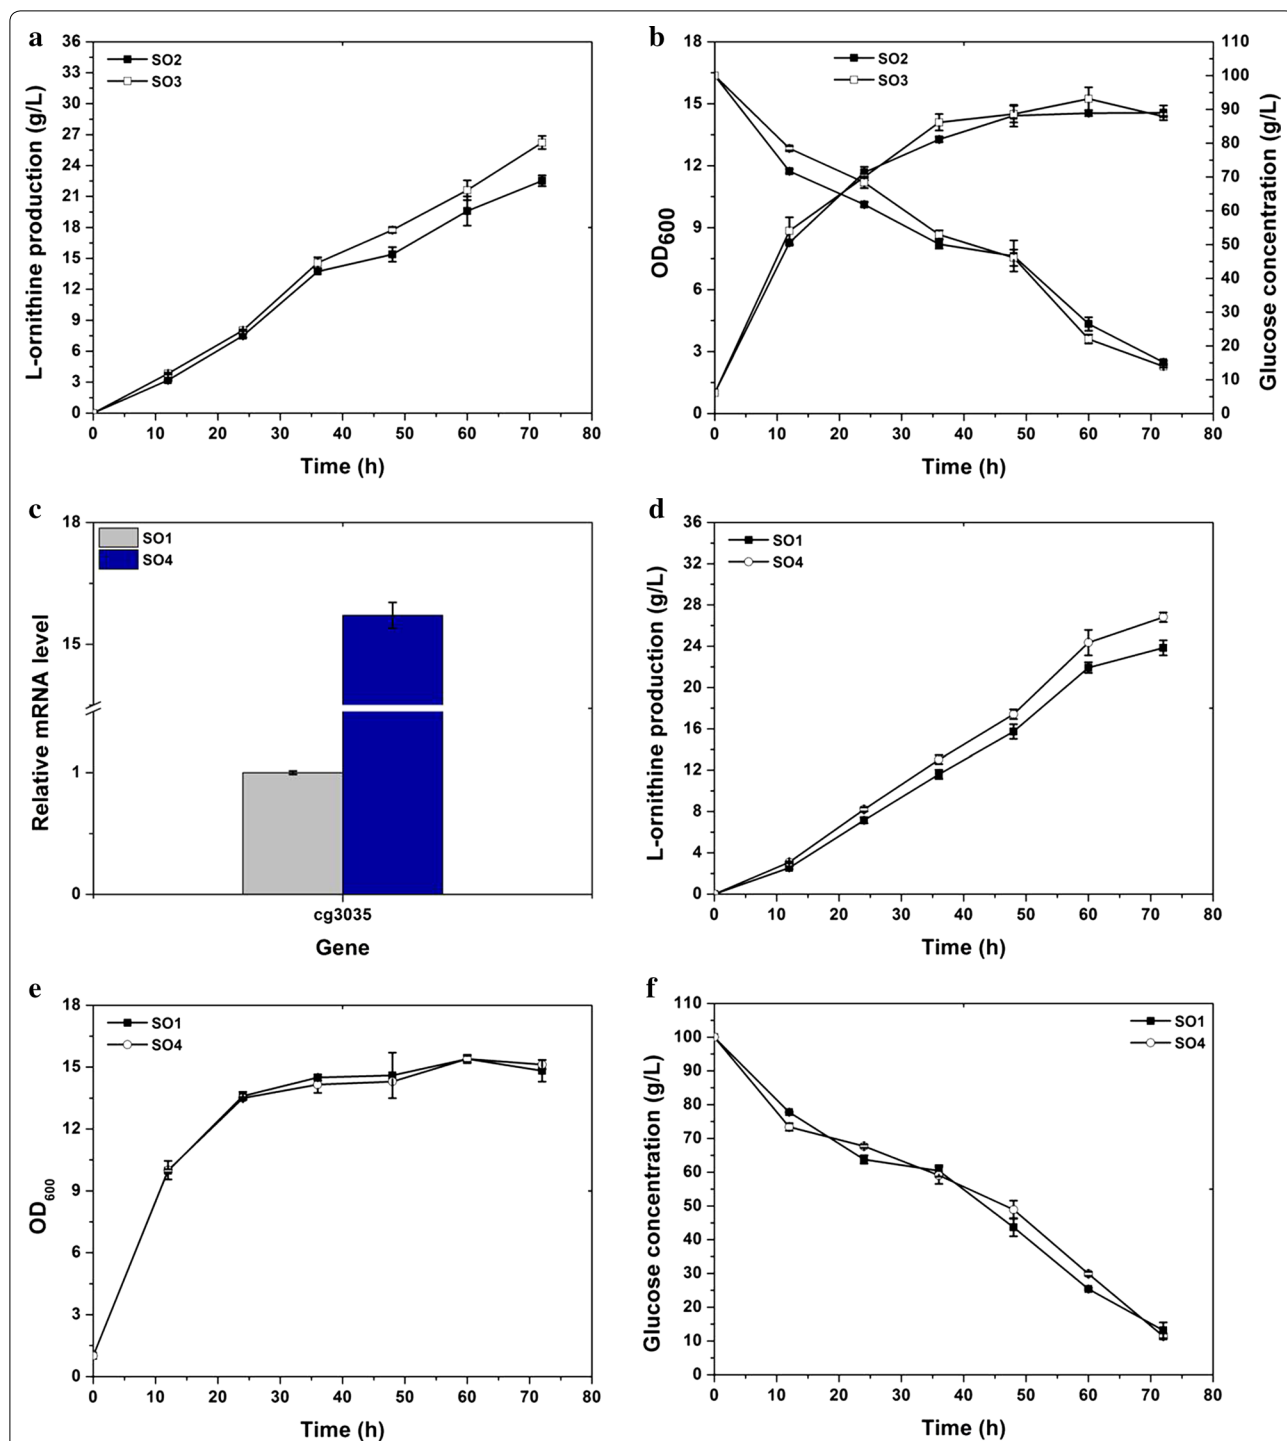 a
36
33
30
27
24
21
18
15
12
9
6
3
0
L-ornithine production (g/L)
SO2
SO3
0 10 20 30 40 50 60 70 80
Time (h)
b
18
15
12
9
6
3
0
OD600
SO2
SO3
110
100
90
80
70
60
50
40
30
20
10
0
Glucose concentration (g/L)
0 10 20 30 40 50 60 70 80
Time (h)
c
18
15
1
0
Relative mRNA level
SO1
SO4
cg3035
Gene
d
36
32
28
24
20
16
12
8
4
0
L-ornithine production (g/L)
SO1
SO4
0 10 20 30 40 50 60 70 80
Time (h)
e
18
15
12
9
6
3
0
OD600
SO1
SO4
0 10 20 30 40 50 60 70 80
Time (h)
f
110
100
90
80
70
60
50
40
30
20
10
0
Glucose concentration (g/L)
SO1
SO4
0 10 20 30 40 50 60 70 80
Time (h)